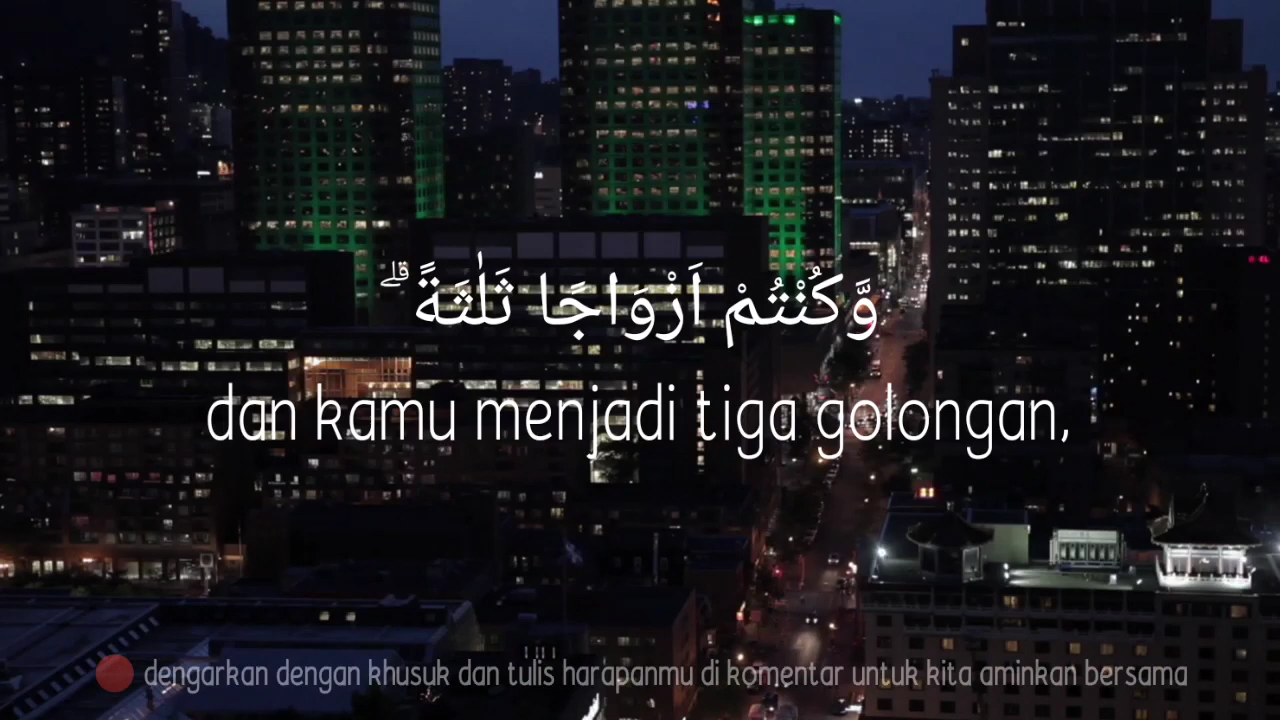 وَّكُنْتُمْ اَزْوَاجًا ثَلٰثَةً ۗ
dan kamu menjadi tiga golongan,
dengarkan dengan khusuk dan tulis harapanmu di komentar untuk kita aminkan bersama